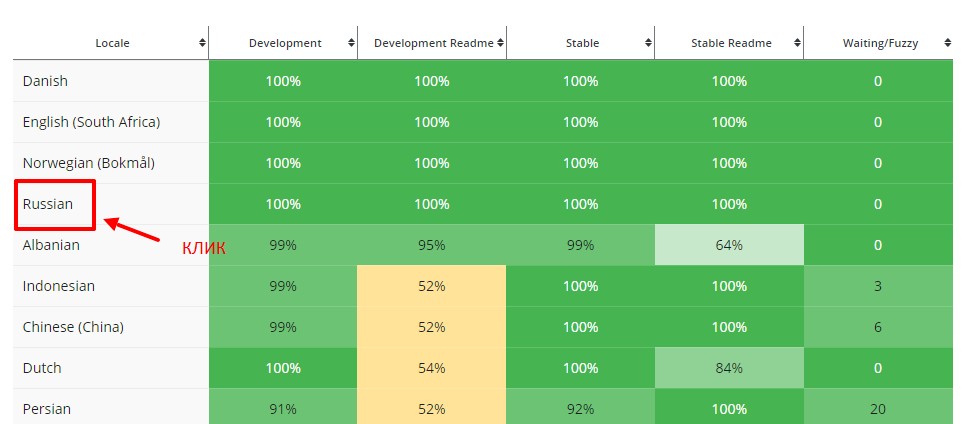 Locale Development Development Readme Stable Stable Readme Waiting/Fuzzy
Danish 100% 100% 100% 100% 0
English (South Africa) 100% 100% 100% 100% 0
Norwegian (Bokmål) 100% 100% 100% 100% 0
Russian 100% 100% 100% 100% 0
КЛИК
Albanian 99% 95% 99% 64% 0
Indonesian 99% 52% 100% 100% 3
Chinese (China) 99% 52% 100% 100% 6
Dutch 100% 54% 100% 84% 0
Persian 91% 52% 92% 100% 20